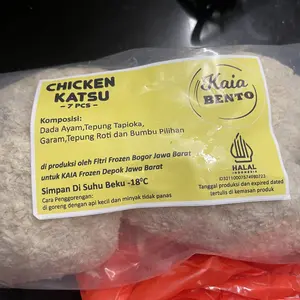 CHICKEN
KATSU
- 7 PCS -
Kaia
BENTO
Komposisi:
Dada Ayam,Tepung Tapioka,
Garam,Tepung Roti dan Bumbu Pilihan
di produksi oleh Fitri Frozen Bogor Jawa Barat
untuk KAIA Frozen Depok Jawa Barat
Simpan Di Suhu Beku -18°C
Cara Penggorengan:
di goreng dengan api kecil dan minyak tidak panas
HALAL
INDONESIA
Tanggal produksi dan expired dated
tertulis di kemasan produk